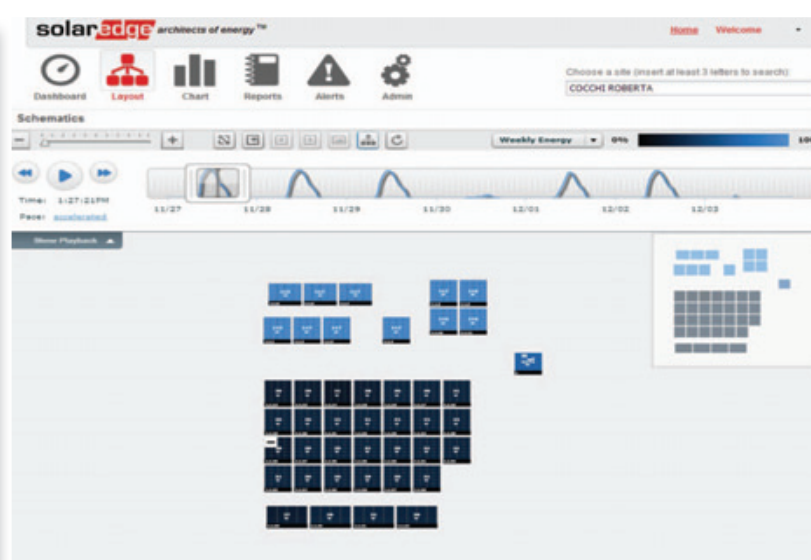 solaredge architects of energy™
Home Welcome
Dashboard Layout Chart Reports Alerts Admin
Choose a site (insert at least 3 letters to search):
COCCHI ROBERTA
Schematics
Weekly Energy 0% 10
Time: 1:27:21PM
Pace: accelerated
11/27 11/28 11/29 11/30 12/01 12/02 12/03
Show Playback